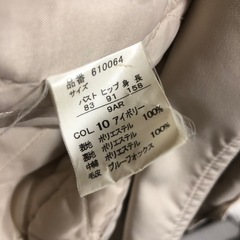 品番 610064
サイズ
バスト ヒップ 身長
83 91 158
9AR
COL 10 アイボリー
表地 ポリエステル 100%
裏地 ポリエステル
中綿 ポリエステル 100%
毛皮 ブルーフォックス